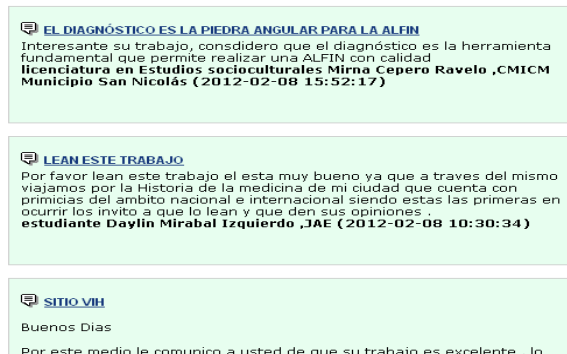 EL DIAGNÓSTICO ES LA PIEDRA ANGULAR PARA LA ALFIN
Interesante su trabajo, consdidero que el diagnóstico es la herramienta
fundamental que permite realizar una ALFIN con calidad
licenciatura en Estudios socioculturales Mirna Cepero Ravelo ,CMICM
Municipio San Nicolás (2012-02-08 15:52:17)
LEAN ESTE TRABAJO
Por favor lean este trabajo el esta muy bueno ya que a traves del mismo
viajamos por la Historia de la medicina de mi ciudad que cuenta con
primicias del ambito nacional e internacional siendo estas las primeras en
ocurrir los invito a que lo lean y que den sus opiniones .
estudiante Daylin Mirabal Izquierdo ,JAE (2012-02-08 10:30:34)
SITIO VIH
Buenos Dias
Por este medio le comunico a usted de que su trabajo es excelente , lo